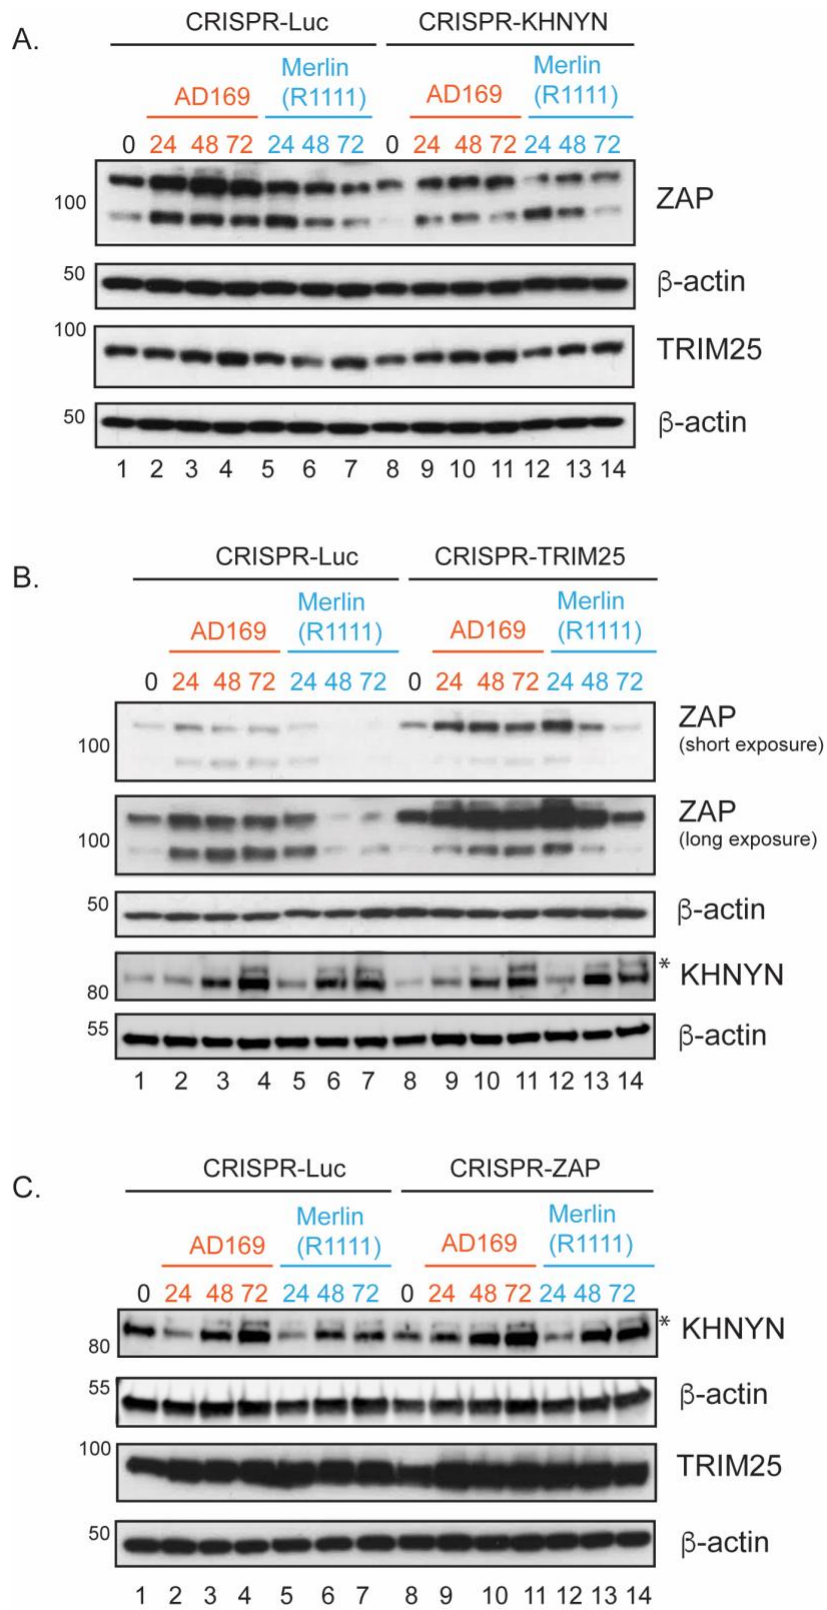 A.
CRISPR-Luc CRISPR-KHNYN
AD169 Merlin (R1111) AD169 Merlin (R1111)
0 24 48 72 24 48 72 0 24 48 72 24 48 72
100 ZAP
50 β-actin
100 TRIM25
50 β-actin
1 2 3 4 5 6 7 8 9 10 11 12 13 14
B.
CRISPR-Luc CRISPR-TRIM25
AD169 Merlin (R1111) AD169 Merlin (R1111)
0 24 48 72 24 48 72 0 24 48 72 24 48 72
100 ZAP
(short exposure)
100 ZAP
(long exposure)
50 β-actin
80 * KHNYN
55 β-actin
1 2 3 4 5 6 7 8 9 10 11 12 13 14
C.
CRISPR-Luc CRISPR-ZAP
AD169 Merlin (R1111) AD169 Merlin (R1111)
0 24 48 72 24 48 72 0 24 48 72 24 48 72
80 * KHNYN
55 β-actin
100 TRIM25
50 β-actin
1 2 3 4 5 6 7 8 9 10 11 12 13 14